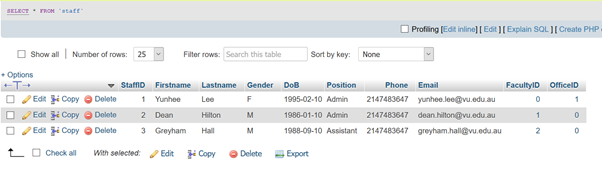 SELECT * FROM `staff`
Profiling [Edit inline] [ Edit ] [ Explain SQL ] [ Create PHP
Show all Number of rows: 25 Filter rows: Search this table Sort by key: None
+ Options
StaffID Firstname Lastname Gender DoB Position Phone Email FacultyID OfficeID
Edit Copy Delete 1 Yunhee Lee F 1995-02-10 Admin 2147483647 yunhee.lee@vu.edu.au 0 1
Edit Copy Delete 2 Dean Hilton M 1986-01-10 Admin 2147483647 dean.hilton@vu.edu.au 1 0
Edit Copy Delete 3 Greyham Hall M 1988-09-10 Assistant 2147483647 greyham.hall@vu.edu.au 2 0
Check all With selected: Edit Copy Delete Export